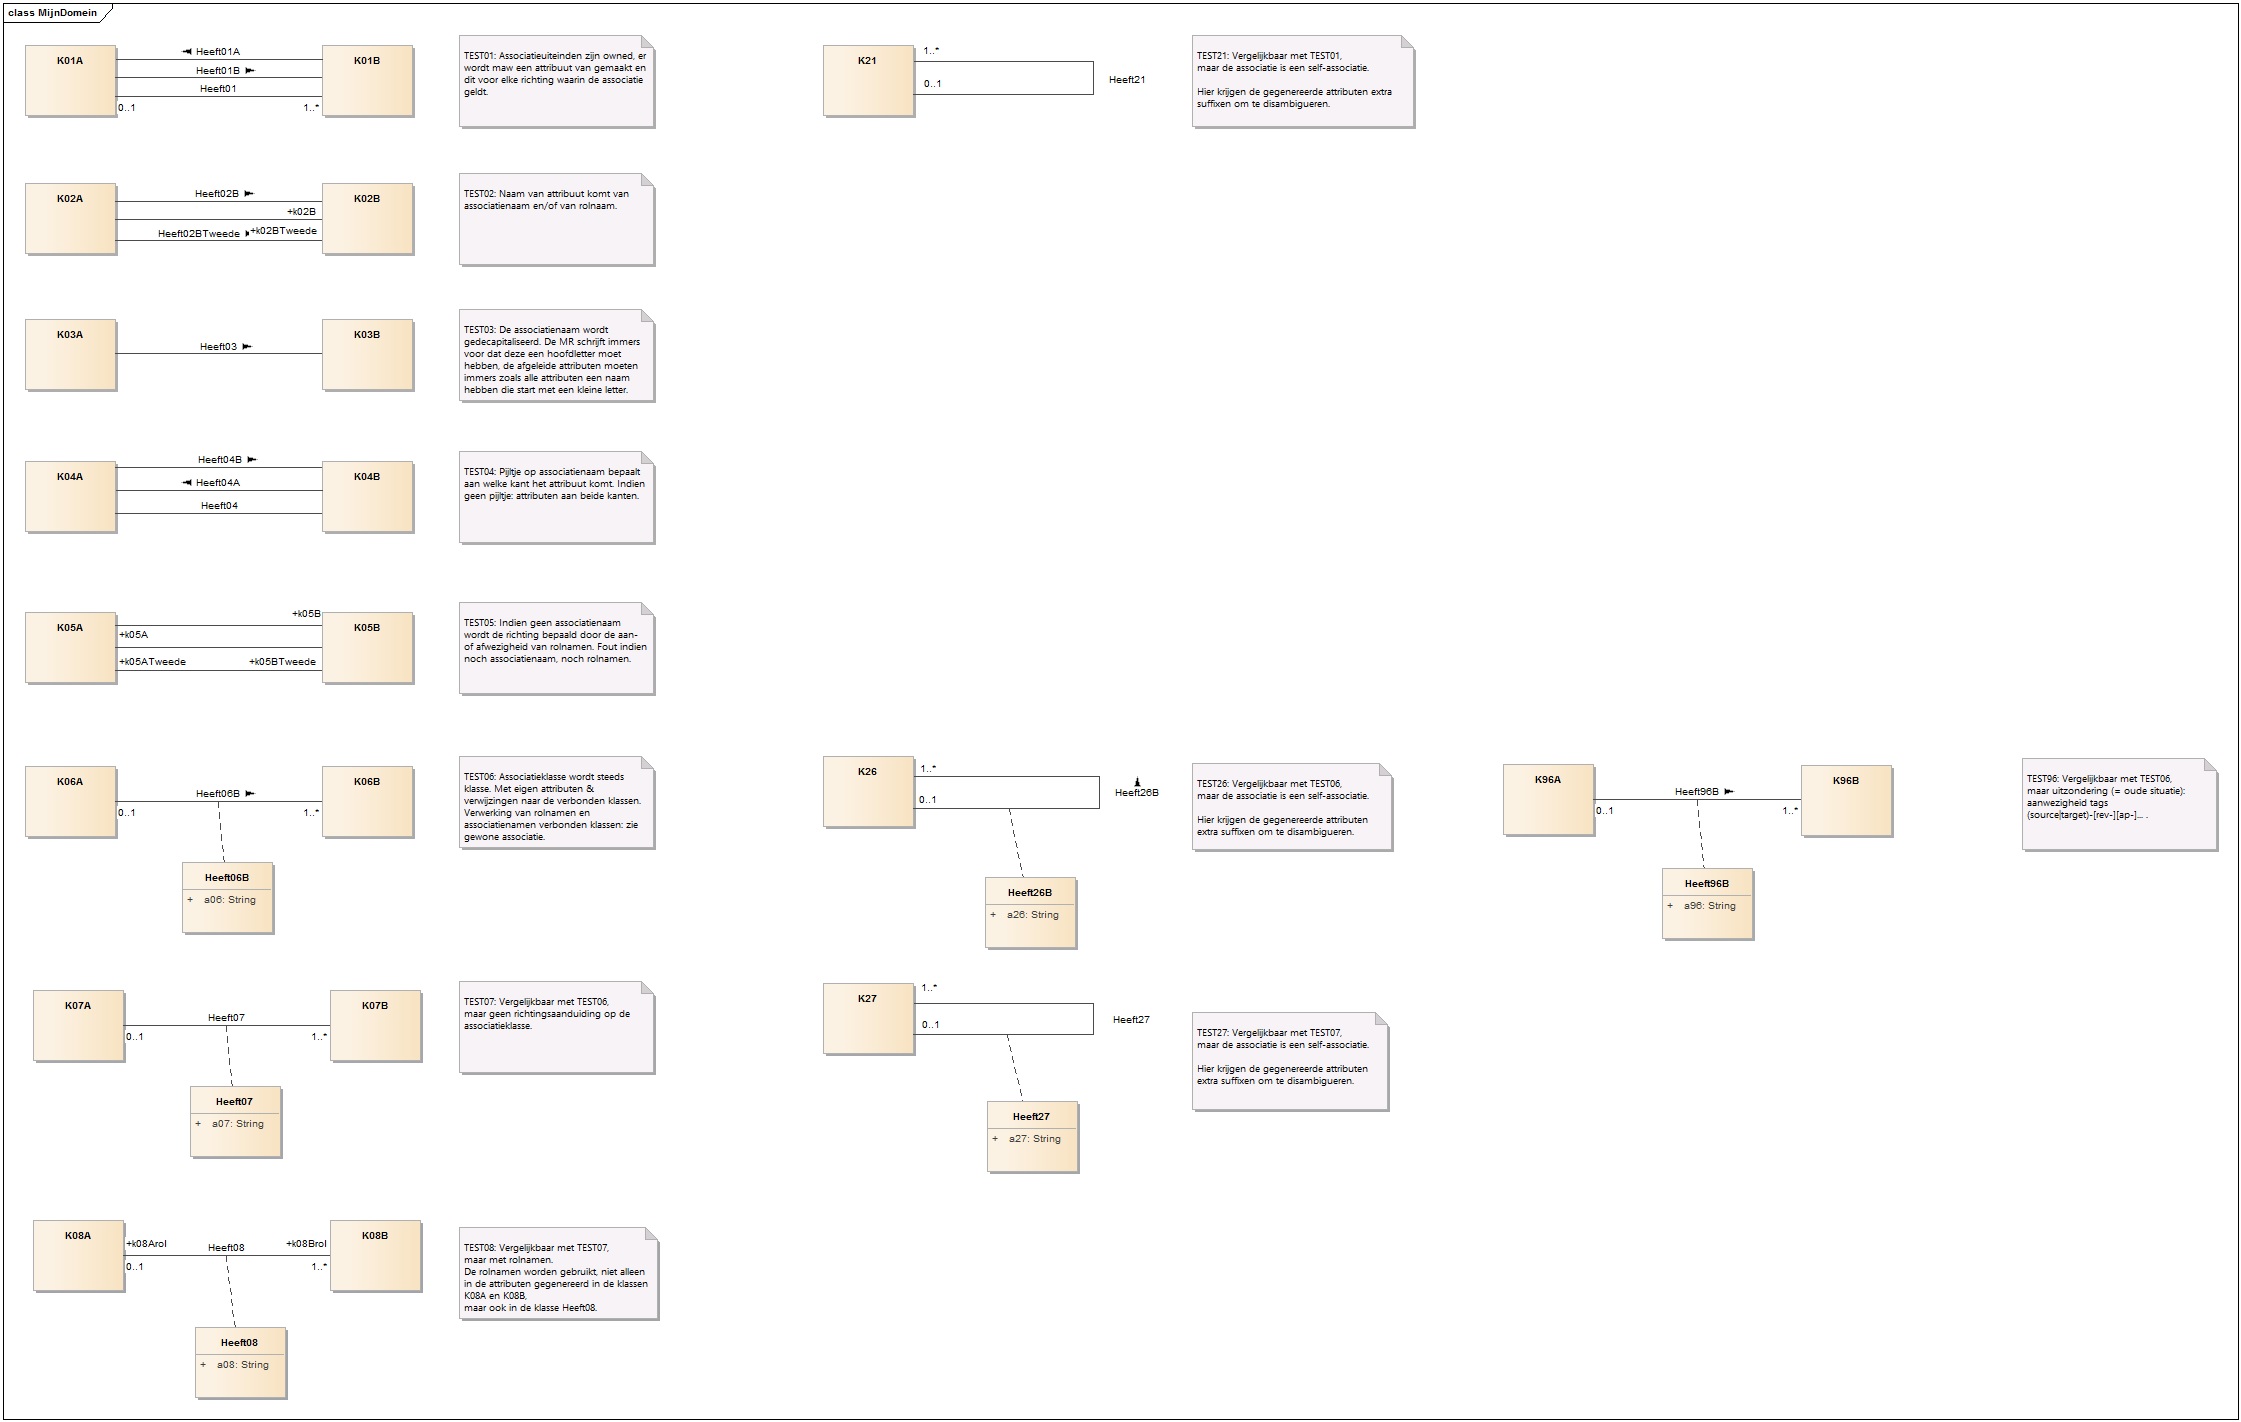 class MijnDomein
K01A
Heeft01A
Heeft01B
Heeft01
0..1
1..*
K01B
TEST01: Associatieuiteinden zijn owned, er
wordt maw een attribuut van gemaakt en
dit voor elke richting waarin de associatie
geldt.
K21
1..*
0..1
Heeft21
TEST21: Vergelijkbaar met TEST01,
maar de associatie is een self-associatie.
Hier krijgen de gegenereerde attributen extra
suffixen om te disambigueren.
K02A
Heeft02B
+k02B
Heeft02BTweede
+k02BTweede
K02B
TEST02: Naam van attribuut komt van
associatienaam en/of van rolnaam.
K03A
Heeft03
K03B
TEST03: De associatienaam wordt
gedecapitaliseerd. De MR schrijft immers
voor dat deze een hoofdletter moet
hebben, de afgeleide attributen moeten
immers zoals alle attributen een naam
hebben die start met een kleine letter.
K04A
Heeft04B
Heeft04A
Heeft04
K04B
TEST04: Pijltje op associatienaam bepaalt
aan welke kant het attribuut komt. Indien
geen pijltje: attributen aan beide kanten.
K05A
+k05B
+k05A
+k05ATweede
+k05BTweede
K05B
TEST05: Indien geen associatienaam
wordt de richting bepaald door de aan-
of afwezigheid van rolnamen. Fout indien
noch associatienaam, noch rolnamen.
K06A
Heeft06B
0..1
1..*
K06B
Heeft06B
+ a06: String
TEST06: Associatieklasse wordt steeds
klasse. Met eigen attributen &
verwijzingen naar de verbonden klassen.
Verwerking van rolnamen en
associatienamen verbonden klassen: zie
gewone associatie.
K26
1..*
0..1
Heeft26B
Heeft26B
+ a26: String
TEST26: Vergelijkbaar met TEST06,
maar de associatie is een self-associatie.
Hier krijgen de gegenereerde attributen
extra suffixen om te disambigueren.
K96A
Heeft96B
0..1
1..*
K96B
Heeft96B
+ a96: String
TEST96: Vergelijkbaar met TEST06,
maar uitzondering (= oude situatie):
aanwezigheid tags
(source|target)-[rev-][ap-]... .
K07A
Heeft07
0..1
1..*
K07B
Heeft07
+ a07: String
TEST07: Vergelijkbaar met TEST06,
maar geen richtingsaanduiding op de
associatieklasse.
K27
1..*
0..1
Heeft27
Heeft27
+ a27: String
TEST27: Vergelijkbaar met TEST07,
maar de associatie is een self-associatie.
Hier krijgen de gegenereerde attributen
extra suffixen om te disambigueren.
K08A
+k08Arol
Heeft08
+k08Brol
0..1
1..*
K08B
Heeft08
+ a08: String
TEST08: Vergelijkbaar met TEST07,
maar met rolnamen.
De rolnamen worden gebruikt, niet alleen
in de attributen gegenereerd in de klassen
K08A en K08B,
maar ook in de klasse Heeft08.